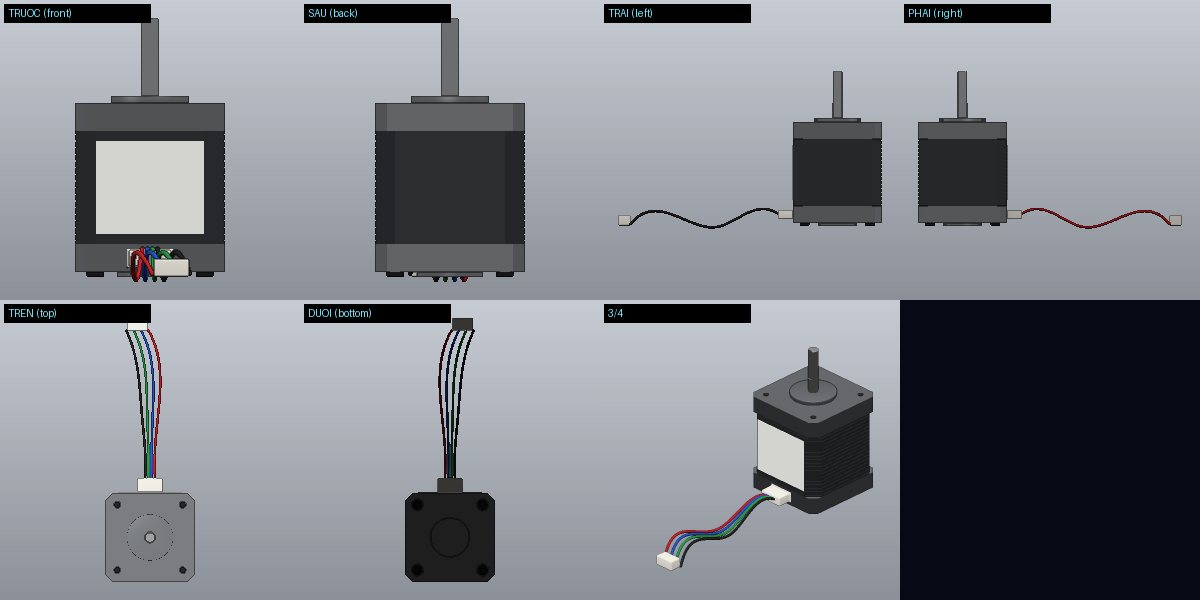 TRUOC (front)
SAU (back)
TRAI (left)
PHAI (right)
TREN (top)
DUOI (bottom)
3/4